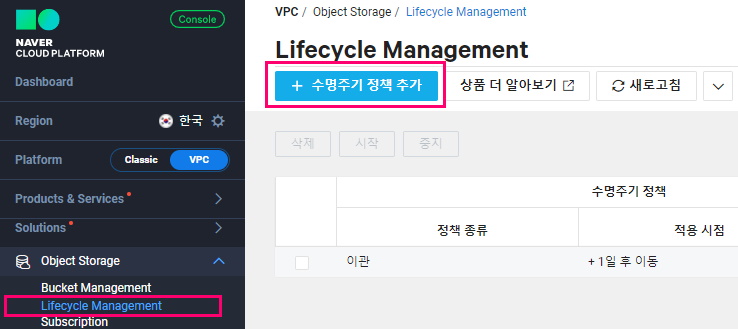 NAVER
CLOUD PLATFORM
Console
Dashboard
Region
한국
Platform
Classic
VPC
Products & Services
Solutions
Object Storage
Bucket Management
Lifecycle Management
Subscription
VPC / Object Storage / Lifecycle Management
Lifecycle Management
+ 수명주기 정책 추가
상품 더 알아보기
새로고침
삭제
시작
중지
수명주기 정책
정책 종류
적용 시점
이관
+ 1일 후 이동